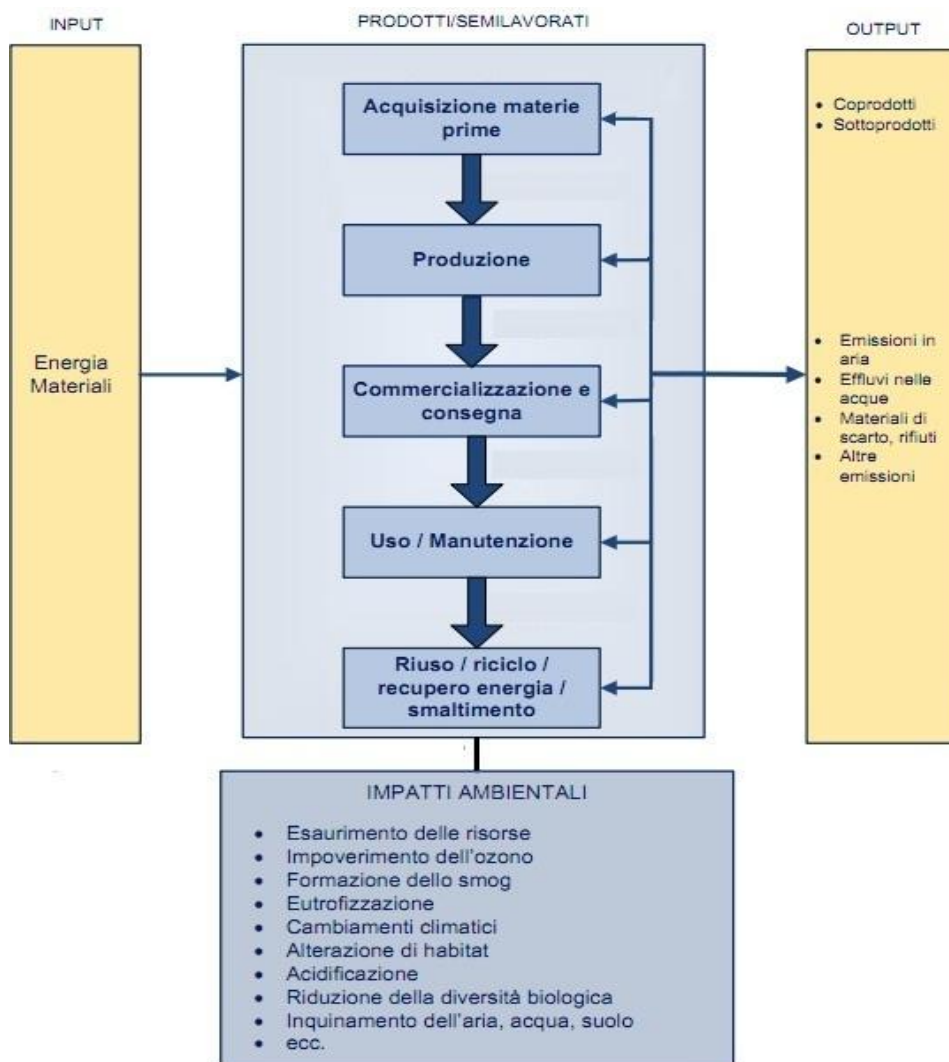 INPUT
PRODOTTI/SEMILAVORATI
OUTPUT
Energia
Materiali
Acquisizione materie
prime
Produzione
Commercializzazione e
consegna
Uso / Manutenzione
Riuso / riciclo /
recupero energia /
smaltimento
• Coprodotti
• Sottoprodotti
• Emissioni in
aria
• Effluvi nelle
acque
• Materiali di
scarto, rifiuti
• Altre
emissioni
IMPATTI AMBIENTALI
• Esaurimento delle risorse
• Impoverimento dell'ozono
• Formazione dello smog
• Eutrofizzazione
• Cambiamenti climatici
• Alterazione di habitat
• Acidificazione
• Riduzione della diversità biologica
• Inquinamento dell'aria, acqua, suolo
• ecc.